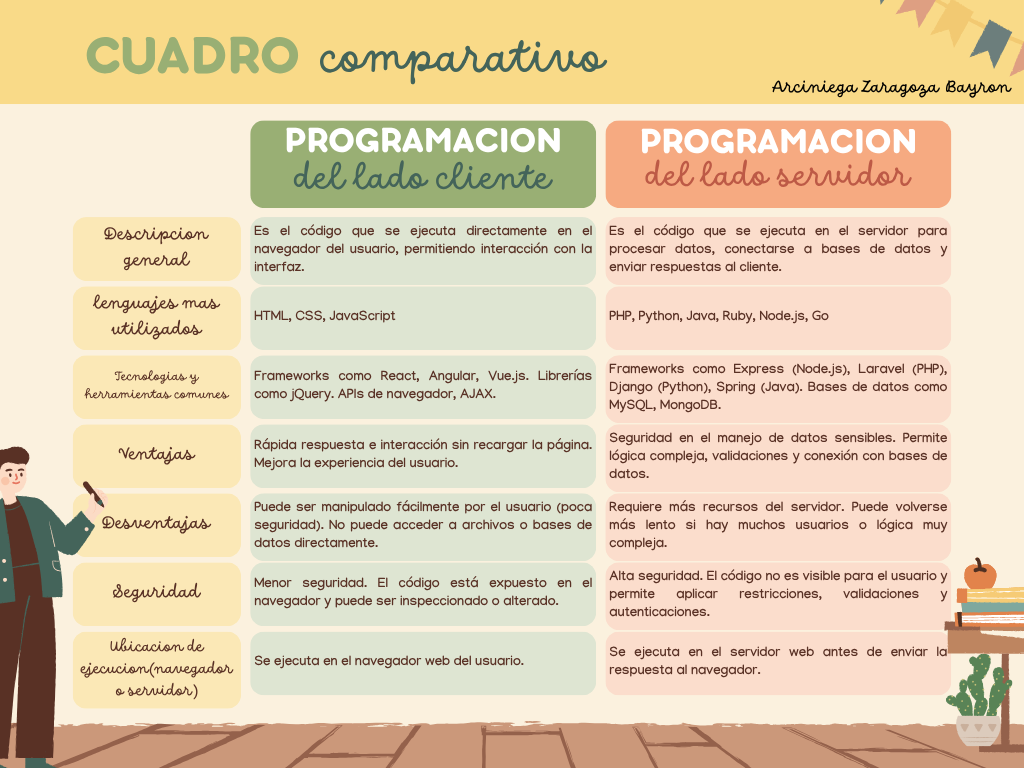 CUADRO comparativo
Arciniega Zaragoza Bayron
PROGRAMACION
del lado cliente
PROGRAMACION
del lado servidor
Descripcion
general
Es el código que se ejecuta directamente en el
navegador del usuario, permitiendo interacción con la
interfaz.
Es el código que se ejecuta en el servidor para
procesar datos, conectarse a bases de datos y
enviar respuestas al cliente.
lenguajes mas
utilizados
HTML, CSS, JavaScript
PHP, Python, Java, Ruby, Node.js, Go
Tecnologias y
herramientas comunes
Frameworks como React, Angular, Vue.js. Librerías
como jQuery. APIs de navegador, AJAX.
Frameworks como Express (Node.js), Laravel (PHP),
Django (Python), Spring (Java). Bases de datos como
MySQL, MongoDB.
Ventajas
Rápida respuesta e interacción sin recargar la página.
Mejora la experiencia del usuario.
Seguridad en el manejo de datos sensibles. Permite
lógica compleja, validaciones y conexión con bases de
datos.
Desventajas
Puede ser manipulado fácilmente por el usuario (poca
seguridad). No puede acceder a archivos o bases de
datos directamente.
Requiere más recursos del servidor. Puede volverse
más lento si hay muchos usuarios o lógica muy
compleja.
Seguridad
Menor seguridad. El código está expuesto en el
navegador y puede ser inspeccionado o alterado.
Alta seguridad. El código no es visible para el usuario y
permite aplicar restricciones, validaciones y
autenticaciones.
Ubicacion de
ejecucion(navegador
o servidor)
Se ejecuta en el navegador web del usuario.
Se ejecuta en el servidor web antes de enviar la
respuesta al navegador.